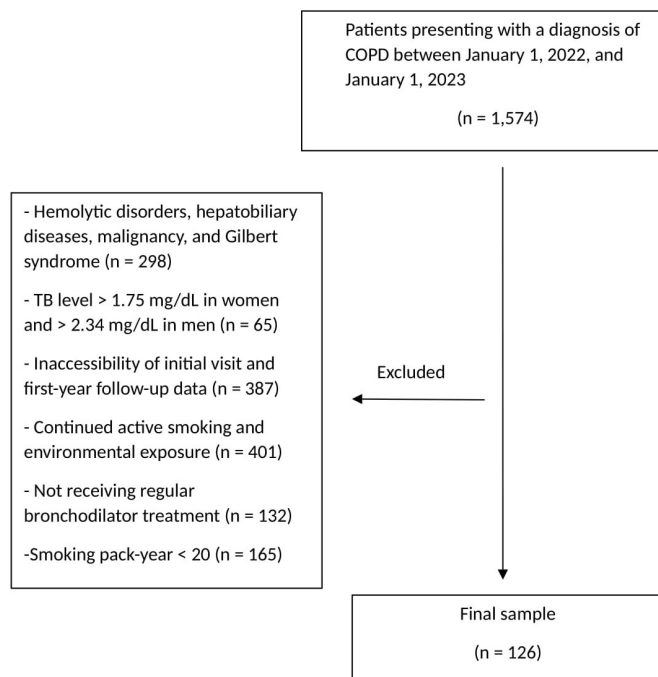 Patients presenting with a diagnosis of
COPD between January 1, 2022, and
January 1, 2023
(n = 1,574)
- Hemolytic disorders, hepatobiliary
diseases, malignancy, and Gilbert
syndrome (n = 298)
- TB level > 1.75 mg/dL in women
and > 2.34 mg/dL in men (n = 65)
- Inaccessibility of initial visit and
first-year follow-up data (n = 387)
- Continued active smoking and
environmental exposure (n = 401)
- Not receiving regular
bronchodilator treatment (n = 132)
-Smoking pack-year < 20 (n = 165)
Excluded
Final sample
(n = 126)